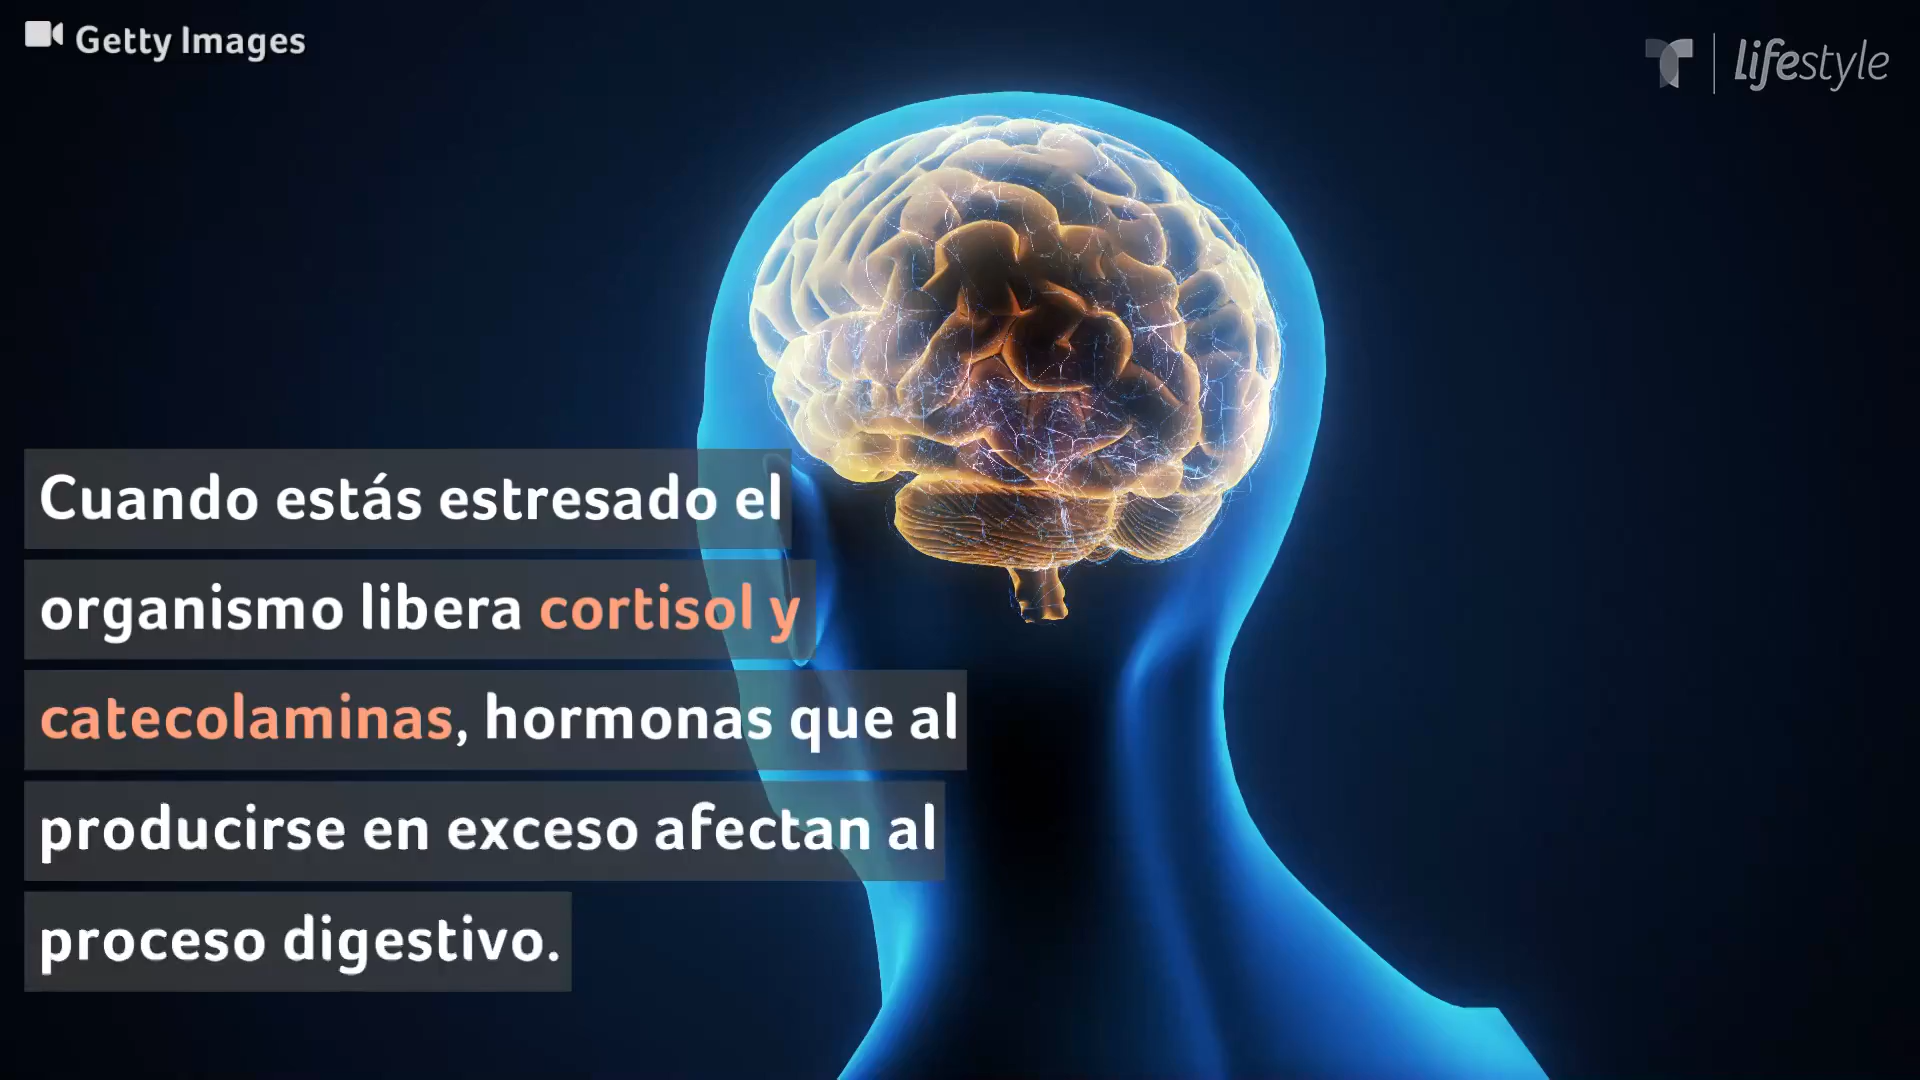 Getty Images
lifestyle
Cuando estás estresado el
organismo libera cortisol y
catecolaminas, hormonas que al
producirse en exceso afectan al
proceso digestivo.